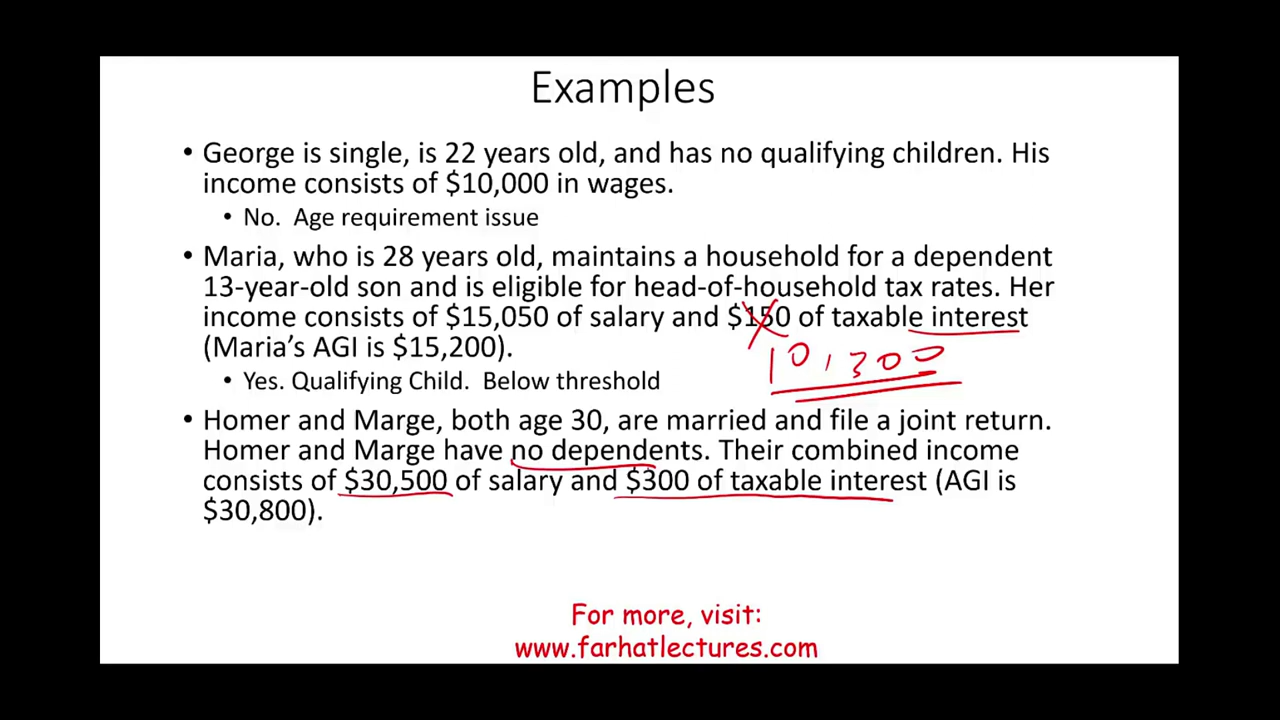 Examples
• George is single, is 22 years old, and has no qualifying children. His
income consists of $10,000 in wages.
• No. Age requirement issue
• Maria, who is 28 years old, maintains a household for a dependent
13-year-old son and is eligible for head-of-household tax rates. Her
income consists of $15,050 of salary and $150 of taxable interest
(Maria’s AGI is $15,200).
10,300
• Yes. Qualifying Child. Below threshold
• Homer and Marge, both age 30, are married and file a joint return.
Homer and Marge have no dependents. Their combined income
consists of $30,500 of salary and $300 of taxable interest (AGI is
$30,800).
For more, visit:
www.farhatlectures.com